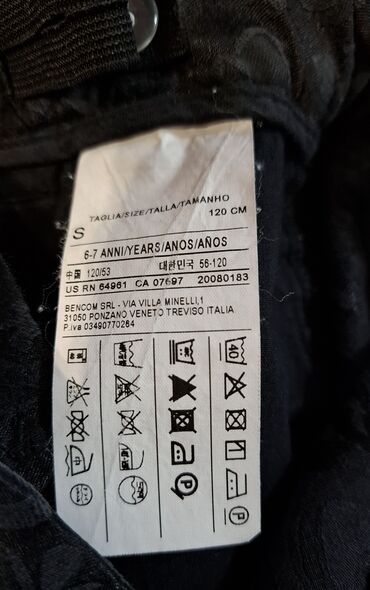 TAGLIA/SIZE/TALLA/TAMANHO
S 120 CM
6-7 ANNI/YEARS/ANOS/AÑOS
中国 120/53 대한민국 56-120
US RN 64961 CA 07697 20080183
BENCOM SRL - VIA VILLA MINELLI,1
31050 PONZANO VENETO TREVISO ITALIA
P.iva 03490770264
40
P
P
中